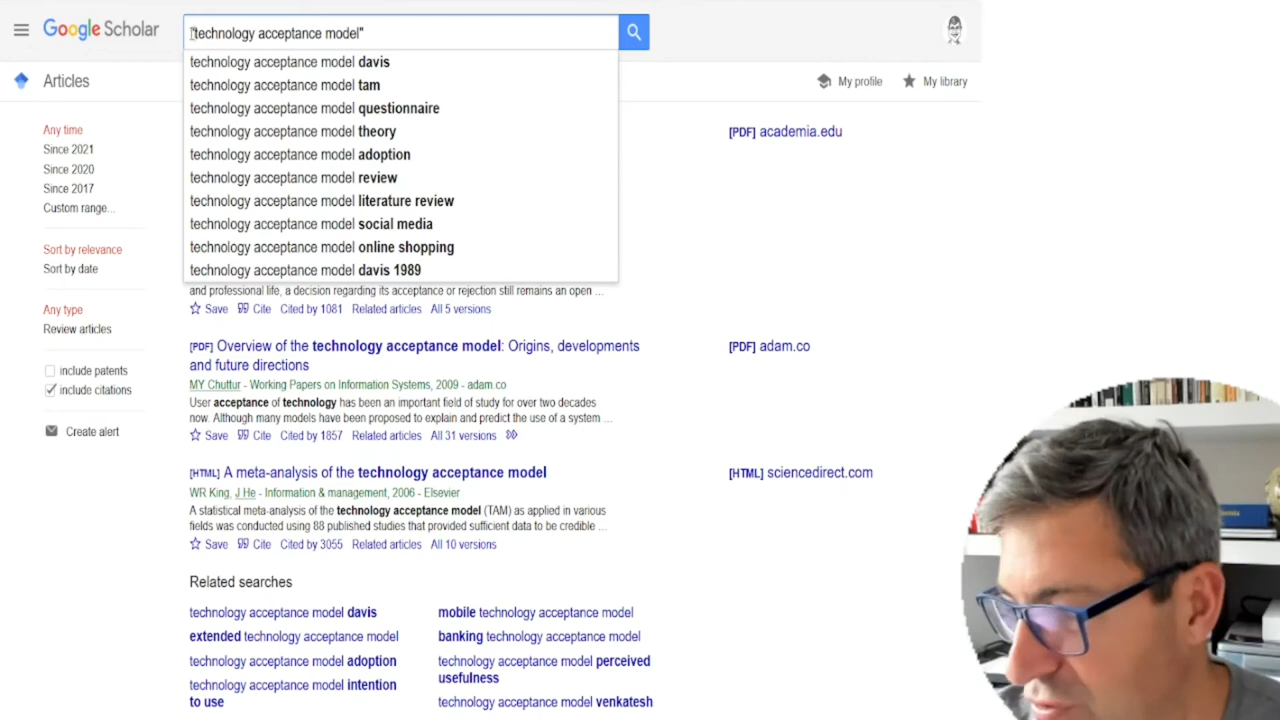 Google Scholar
"technology acceptance model"
technology acceptance model davis
technology acceptance model tam
technology acceptance model questionnaire
technology acceptance model theory
technology acceptance model adoption
technology acceptance model review
technology acceptance model literature review
technology acceptance model social media
technology acceptance model online shopping
technology acceptance model davis 1989
Articles
My profile
My library
Any time
Since 2021
Since 2020
Since 2017
Custom range...
Sort by relevance
Sort by date
Any type
Review articles
include patents
include citations
Create alert
[PDF] academia.edu
and professional life, a decision regarding its acceptance or rejection still remains an open ...
Save Cite Cited by 1081 Related articles All 5 versions
[PDF] Overview of the technology acceptance model: Origins, developments
and future directions
MY Chuttur - Working Papers on Information Systems, 2009 - adam.co
User acceptance of technology has been an important field of study for over two decades
now. Although many models have been proposed to explain and predict the use of a system ...
Save Cite Cited by 1857 Related articles All 31 versions
[PDF] adam.co
[HTML] A meta-analysis of the technology acceptance model
WR King, J He - Information & management, 2006 - Elsevier
A statistical meta-analysis of the technology acceptance model (TAM) as applied in various
fields was conducted using 88 published studies that provided sufficient data to be credible ...
Save Cite Cited by 3055 Related articles All 10 versions
[HTML] sciencedirect.com
Related searches
technology acceptance model davis
extended technology acceptance model
technology acceptance model adoption
technology acceptance model intention
to use
mobile technology acceptance model
banking technology acceptance model
technology acceptance model perceived
usefulness
technology acceptance model venkatesh